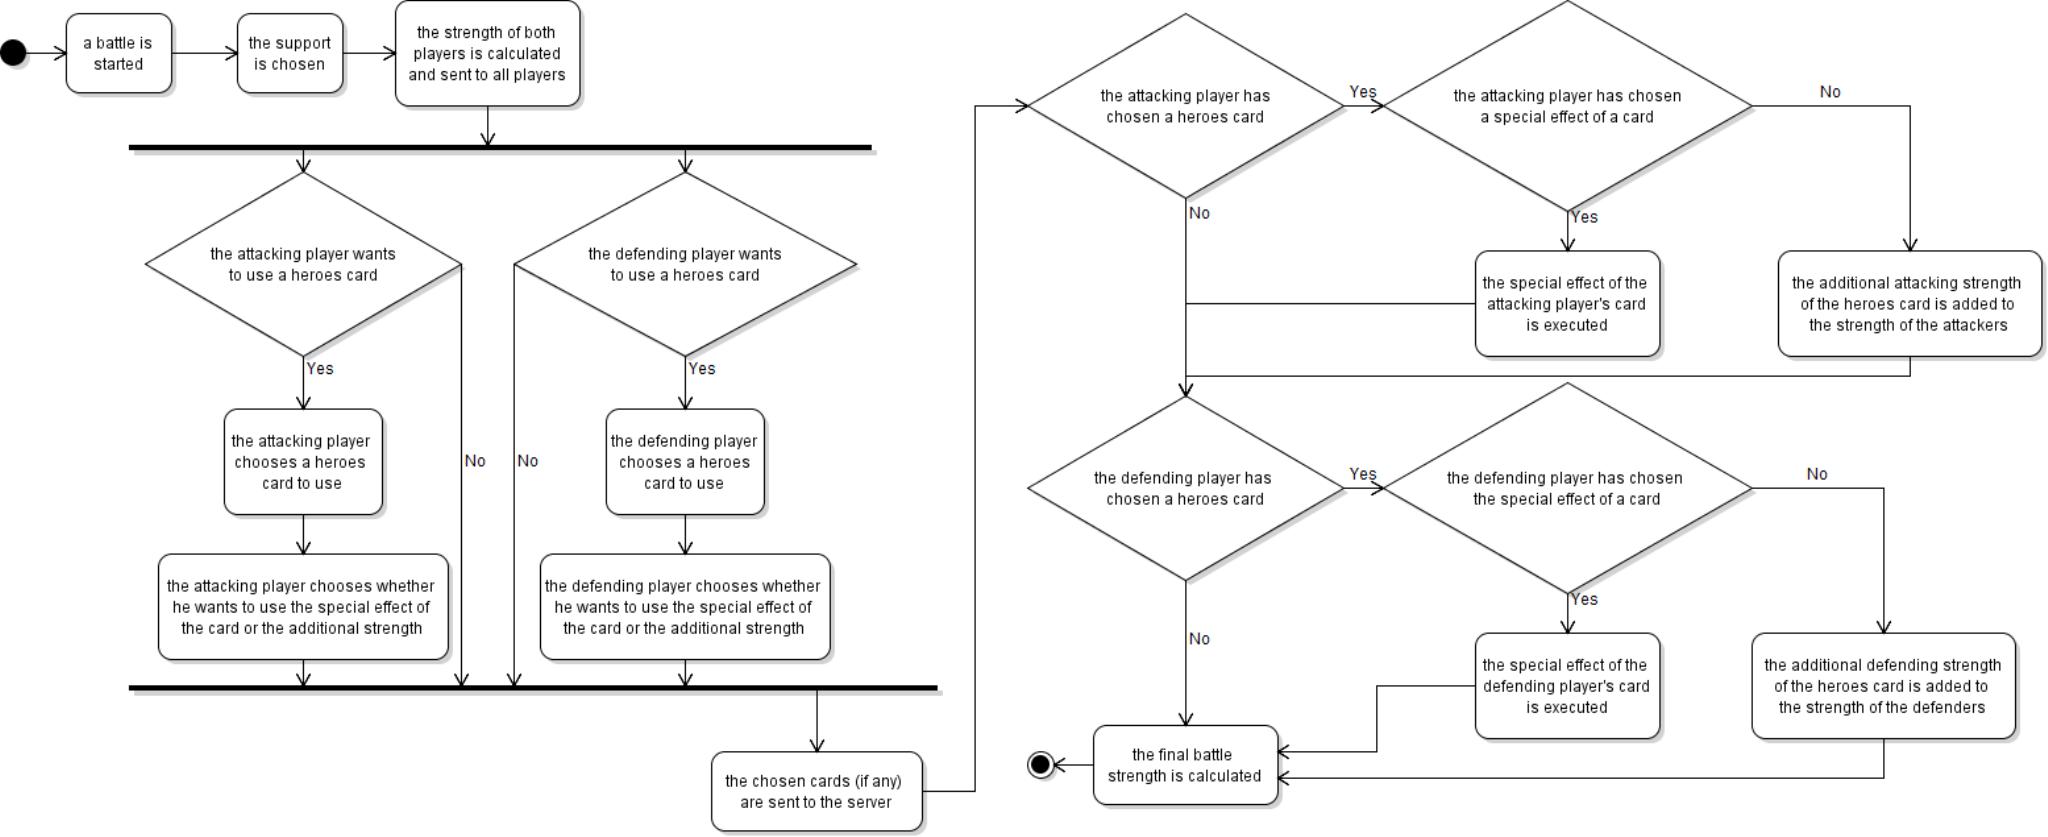 a battle is
started
the support
is chosen
the strength of both
players is calculated
and sent to all players
the attacking player wants
to use a heroes card
Yes
No
the attacking player
chooses a heroes
card to use
the attacking player chooses whether
he wants to use the special effect of
the card or the additional strength
the defending player wants
to use a heroes card
Yes
No
the defending player
chooses a heroes
card to use
the defending player chooses whether
he wants to use the special effect of
the card or the additional strength
the chosen cards (if any)
are sent to the server
the attacking player has
chosen a heroes card
Yes
No
the attacking player has chosen
a special effect of a card
Yes
No
the special effect of the
attacking player's card
is executed
the additional attacking strength
of the heroes card is added to
the strength of the attackers
the defending player has
chosen a heroes card
Yes
No
the defending player has chosen
the special effect of a card
Yes
No
the special effect of the
defending player's card
is executed
the additional defending strength
of the heroes card is added to
the strength of the defenders
the final battle
strength is calculated